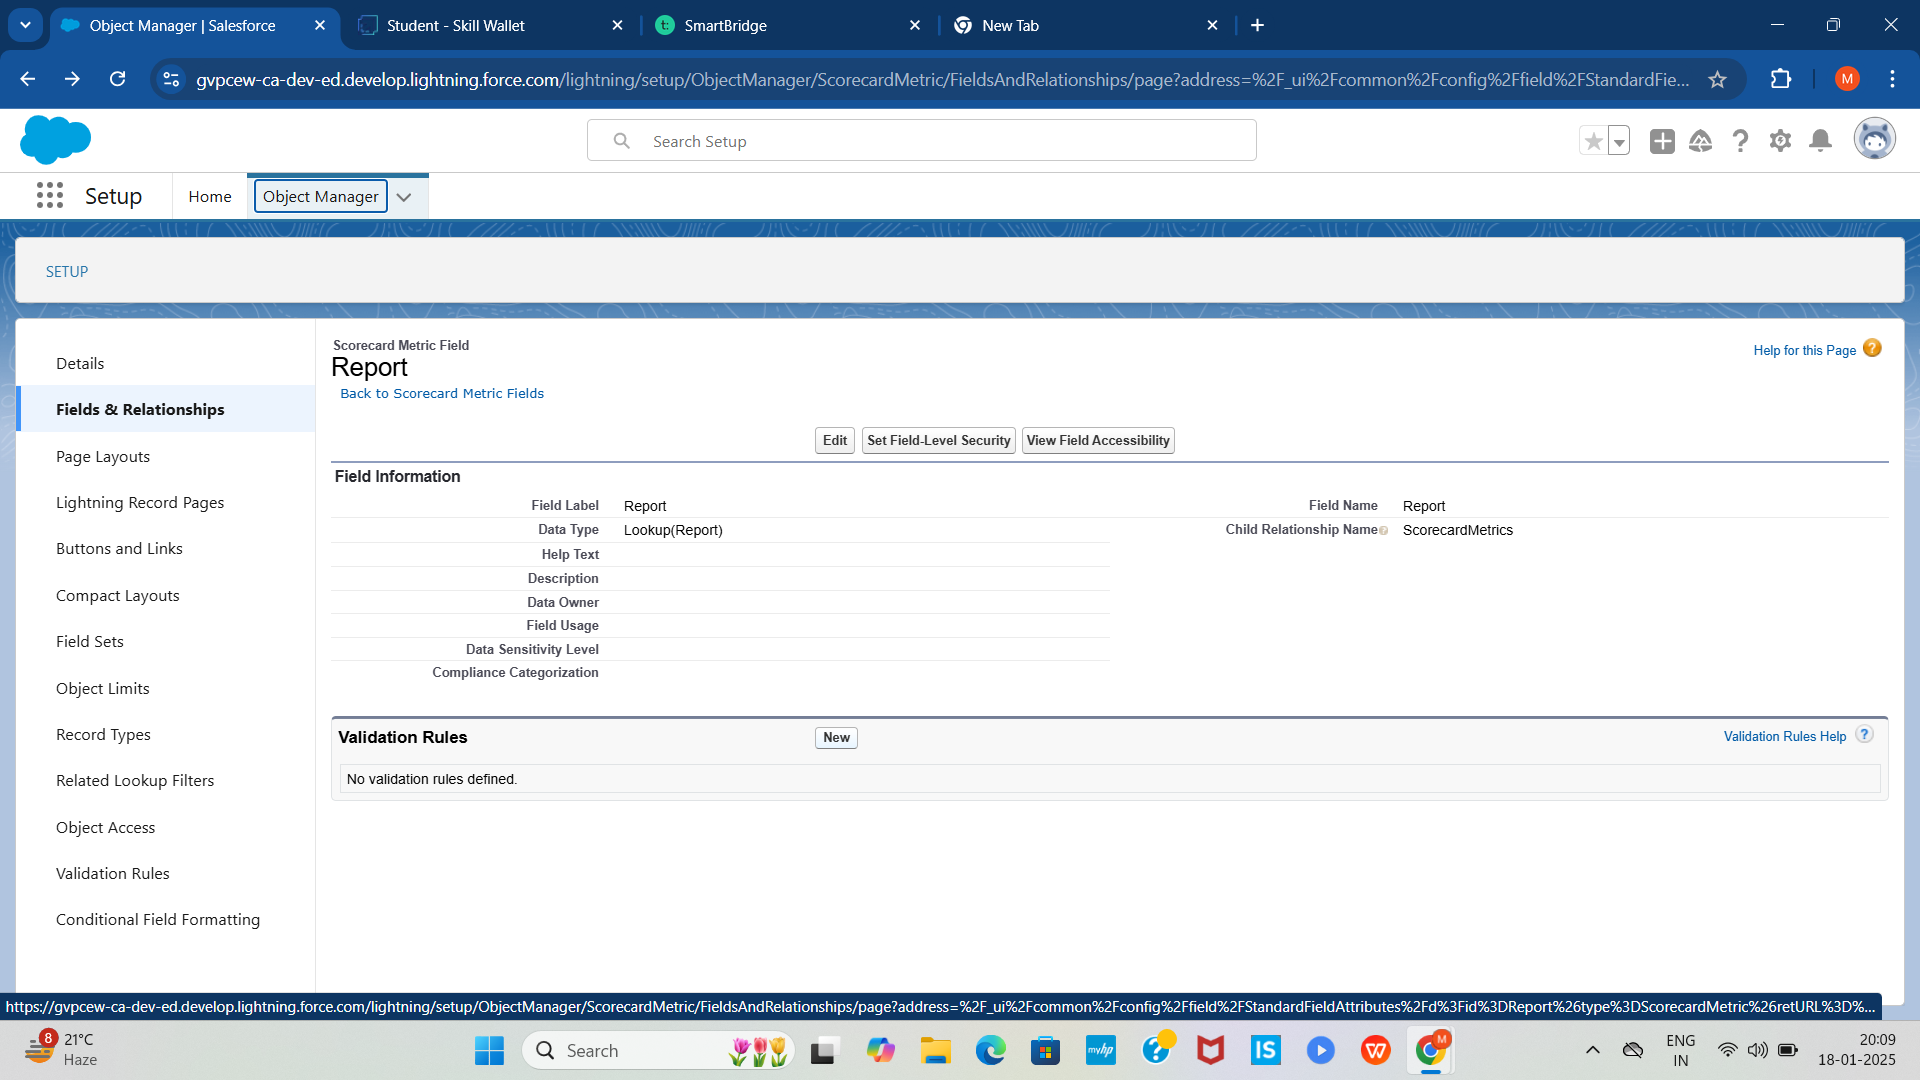 Object Manager | Salesforce
Student - Skill Wallet
t:
SmartBridge
New Tab
gvpcew-ca-dev-ed.develop.lightning.force.com/lightning/setup/ObjectManager/ScorecardMetric/FieldsAndRelationships/page?address=%2F_ui%2Fcommon%2Fconfig%2Ffield%2FStandardFie...
M
Search Setup
Setup
Home
Object Manager
SETUP
Details
Fields & Relationships
Page Layouts
Lightning Record Pages
Buttons and Links
Compact Layouts
Field Sets
Object Limits
Record Types
Related Lookup Filters
Object Access
Validation Rules
Conditional Field Formatting
Scorecard Metric Field
Report
Back to Scorecard Metric Fields
Help for this Page ?
Edit
Set Field-Level Security
View Field Accessibility
Field Information
Field Label Report
Field Name Report
Data Type Lookup(Report)
Child Relationship Name ScorecardMetrics
Help Text
Description
Data Owner
Field Usage
Data Sensitivity Level
Compliance Categorization
Validation Rules
New
Validation Rules Help ?
No validation rules defined.
https://gvpcew-ca-dev-ed.develop.lightning.force.com/lightning/setup/ObjectManager/ScorecardMetric/FieldsAndRelationships/page?address=%2F_ui%2Fcommon%2Fconfig%2Ffield%2FStandardFieldAttributes%2Fd%3Fid%3DReport%26type%3DScorecardMetric%26retURL%3D%...
8
21°C
Haze
Search
myhp
?
IS
W
M
ENG
IN
20:09
18-01-2025